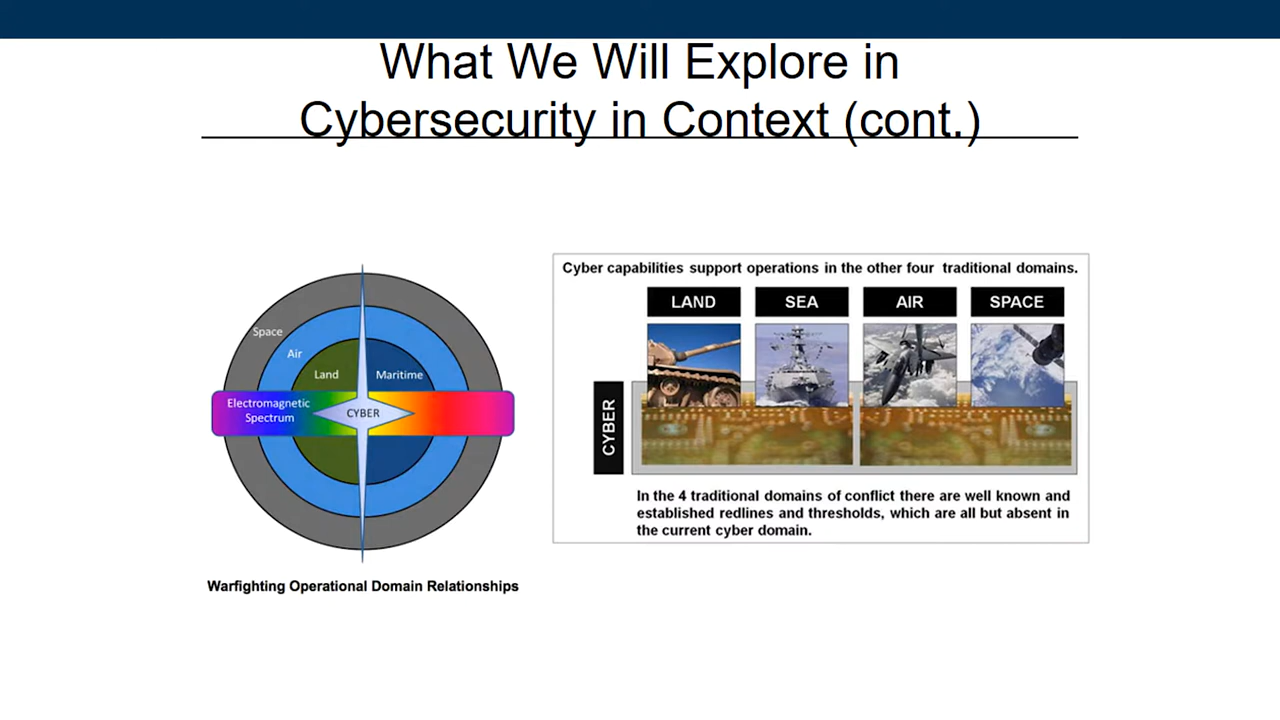 What We Will Explore in
Cybersecurity in Context (cont.)
Space
Air
Land
Maritime
Electromagnetic
Spectrum
CYBER
Warfighting Operational Domain Relationships
Cyber capabilities support operations in the other four traditional domains.
LAND
SEA
AIR
SPACE
CYBER
In the 4 traditional domains of conflict there are well known and
established redlines and thresholds, which are all but absent in
the current cyber domain.